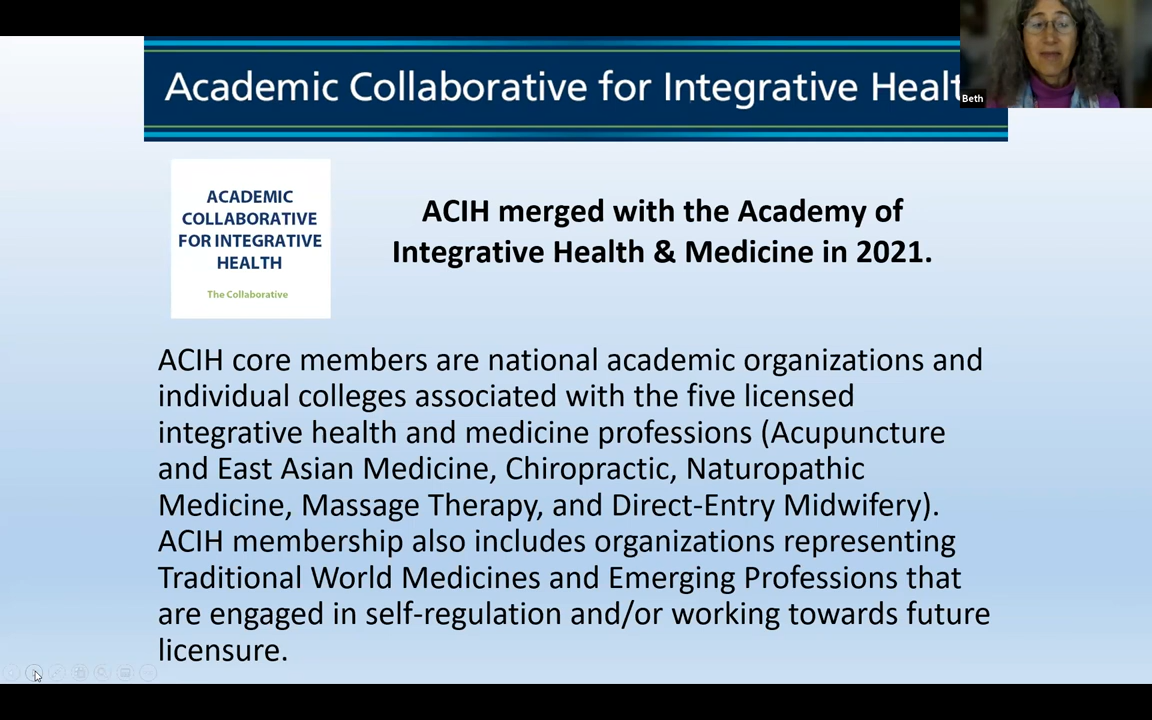 Academic Collaborative for Integrative Healt
Beth
ACADEMIC
COLLABORATIVE
FOR INTEGRATIVE
HEALTH
The Collaborative
ACIH merged with the Academy of
Integrative Health & Medicine in 2021.
ACIH core members are national academic organizations and
individual colleges associated with the five licensed
integrative health and medicine professions (Acupuncture
and East Asian Medicine, Chiropractic, Naturopathic
Medicine, Massage Therapy, and Direct-Entry Midwifery).
ACIH membership also includes organizations representing
Traditional World Medicines and Emerging Professions that
are engaged in self-regulation and/or working towards future
licensure.